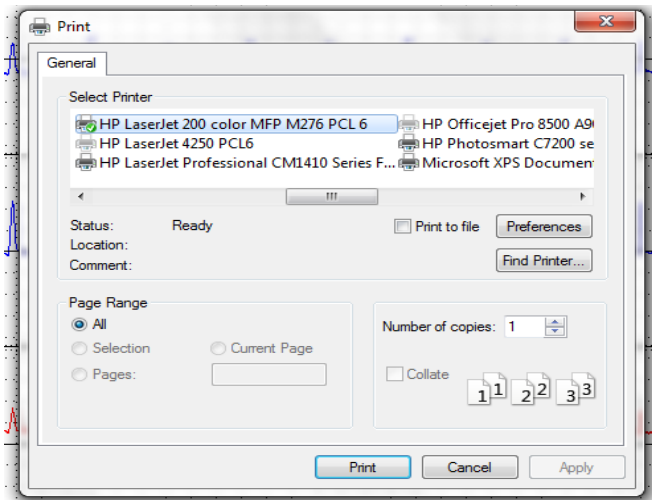 Print
General
Select Printer
HP LaserJet 200 color MFP M276 PCL 6
HP Officejet Pro 8500 A9
HP LaserJet 4250 PCL6
HP Photosmart C7200 se
HP LaserJet Professional CM1410 Series F...
Microsoft XPS Documen
Status: Ready
Print to file
Preferences
Location:
Comment:
Find Printer...
Page Range
All
Number of copies: 1
Selection
Current Page
Pages:
Collate
1 1 2 2 3 3
Print
Cancel
Apply